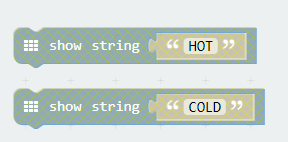 show string “ HOT ”
show string “ COLD ”